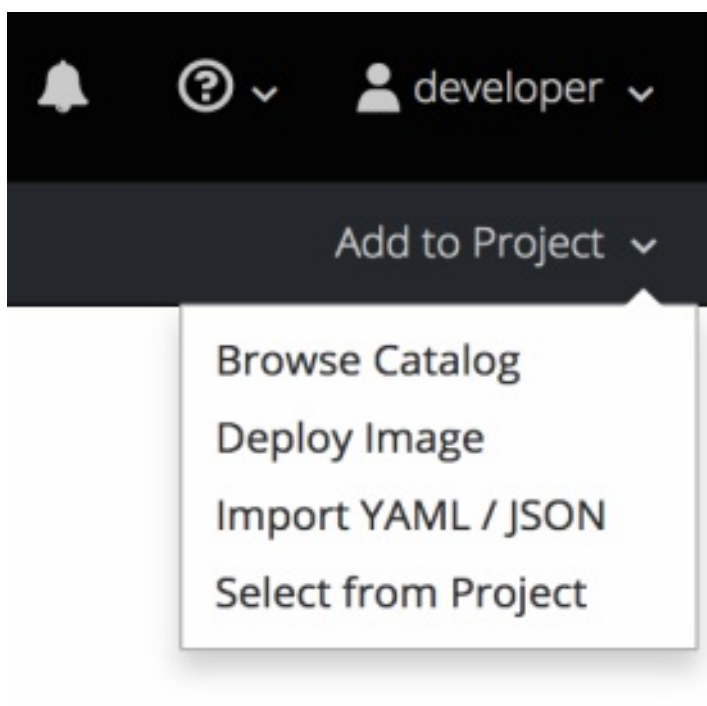 developer
Add to Project
Browse Catalog
Deploy Image
Import YAML / JSON
Select from Project